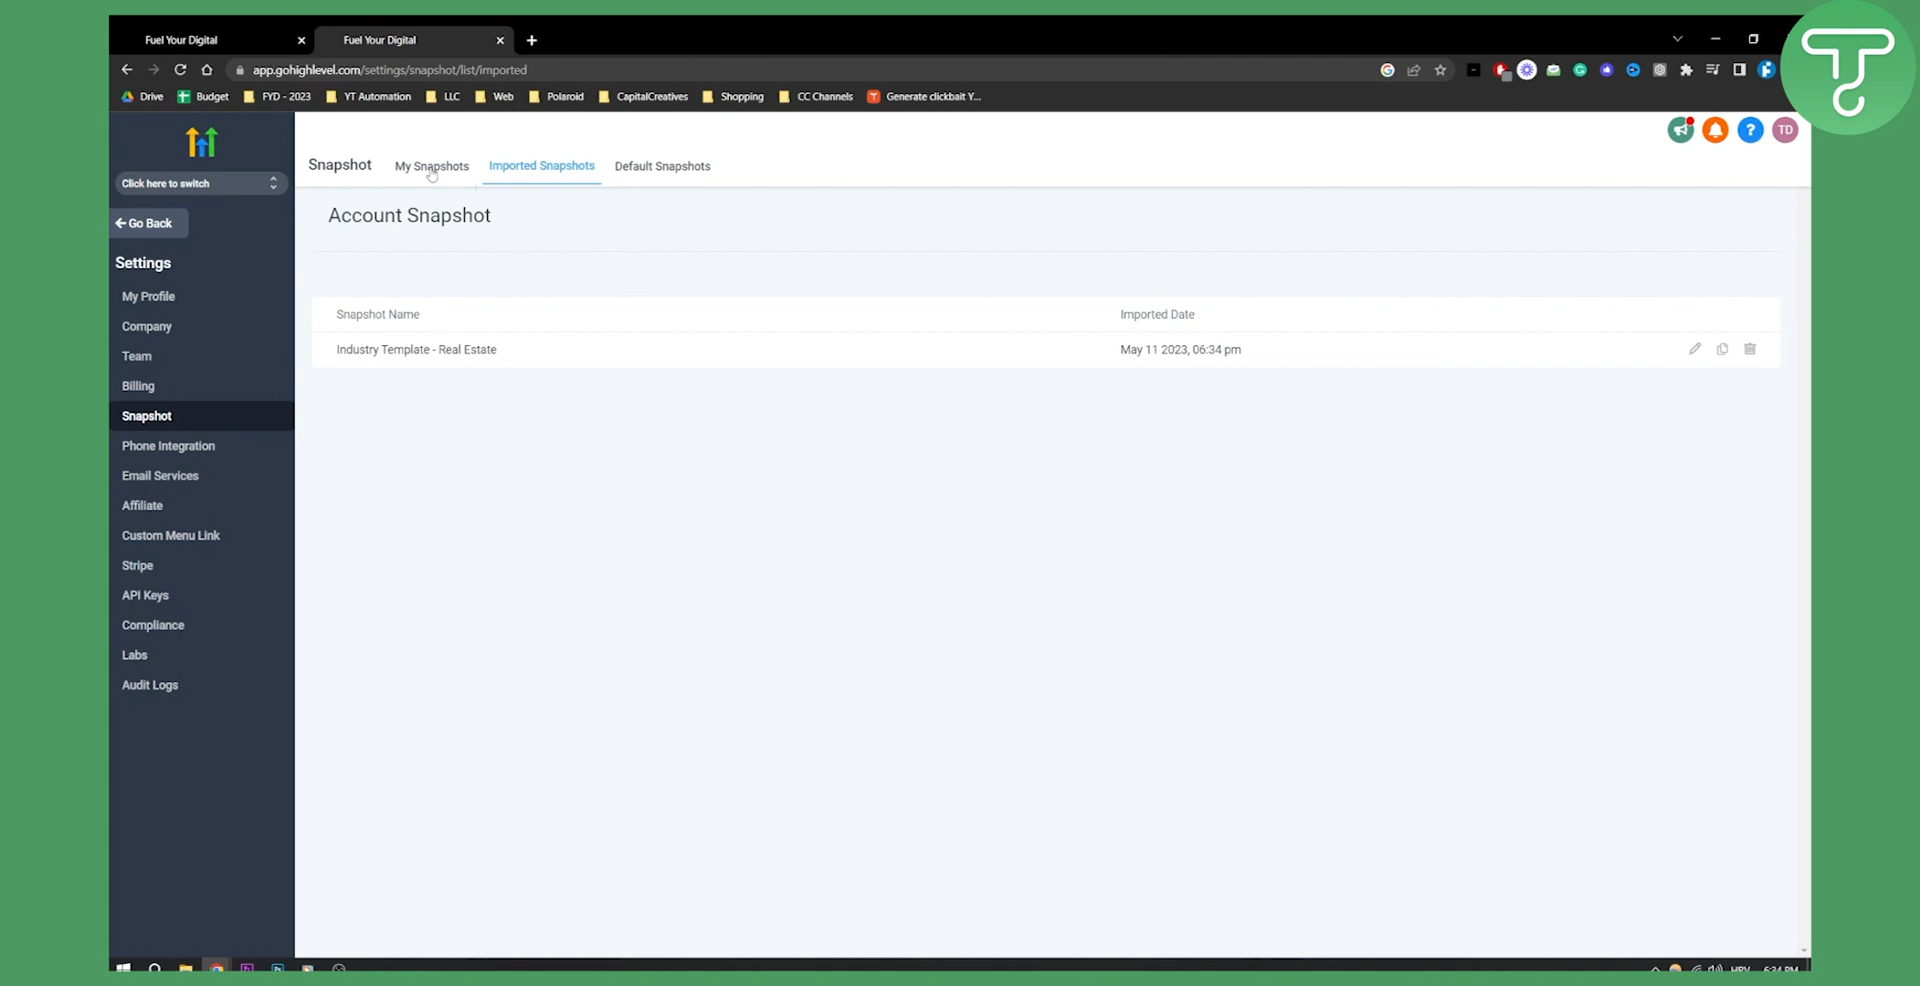 Fuel Your Digital
Fuel Your Digital
app.gohighlevel.com/settings/snapshot/list/imported
Drive
Budget
FYD - 2023
YT Automation
LLC
Web
Polaroid
CapitalCreatives
Shopping
CC Channels
Generate clickbait Y...
TD
Click here to switch
Go Back
Settings
My Profile
Company
Team
Billing
Snapshot
Phone Integration
Email Services
Affiliate
Custom Menu Link
Stripe
API Keys
Compliance
Labs
Audit Logs
Snapshot
My Snapshots
Imported Snapshots
Default Snapshots
Account Snapshot
Snapshot Name
Imported Date
Industry Template - Real Estate
May 11 2023, 06:34 pm
HRV
6:34 PM